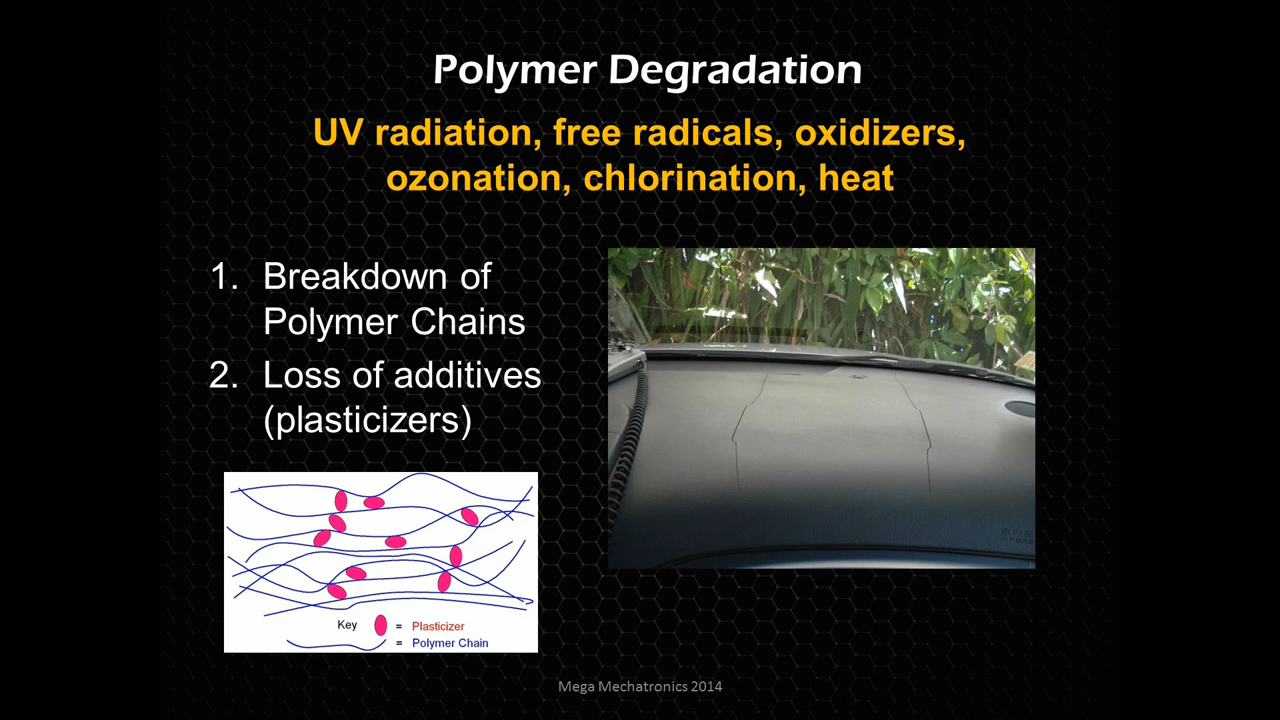 Polymer Degradation
UV radiation, free radicals, oxidizers,
ozonation, chlorination, heat
1. Breakdown of
Polymer Chains
2. Loss of additives
(plasticizers)
Key = Plasticizer
= Polymer Chain
Mega Mechatronics 2014